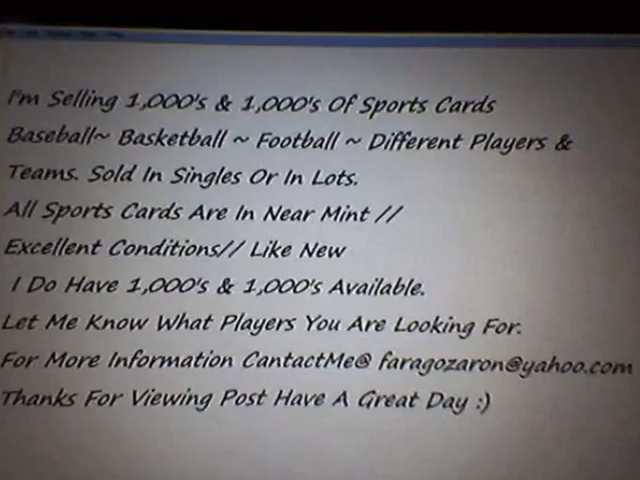 I'm Selling 1,000's & 1,000's Of Sports Cards
Baseball~ Basketball ~ Football ~ Different Players &
Teams. Sold In Singles Or In Lots.
All Sports Cards Are In Near Mint //
Excellent Conditions// Like New
I Do Have 1,000's & 1,000's Available.
Let Me Know What Players You Are Looking For.
For More Information CantactMe@ faragozaron@yahoo.com
Thanks For Viewing Post Have A Great Day :)